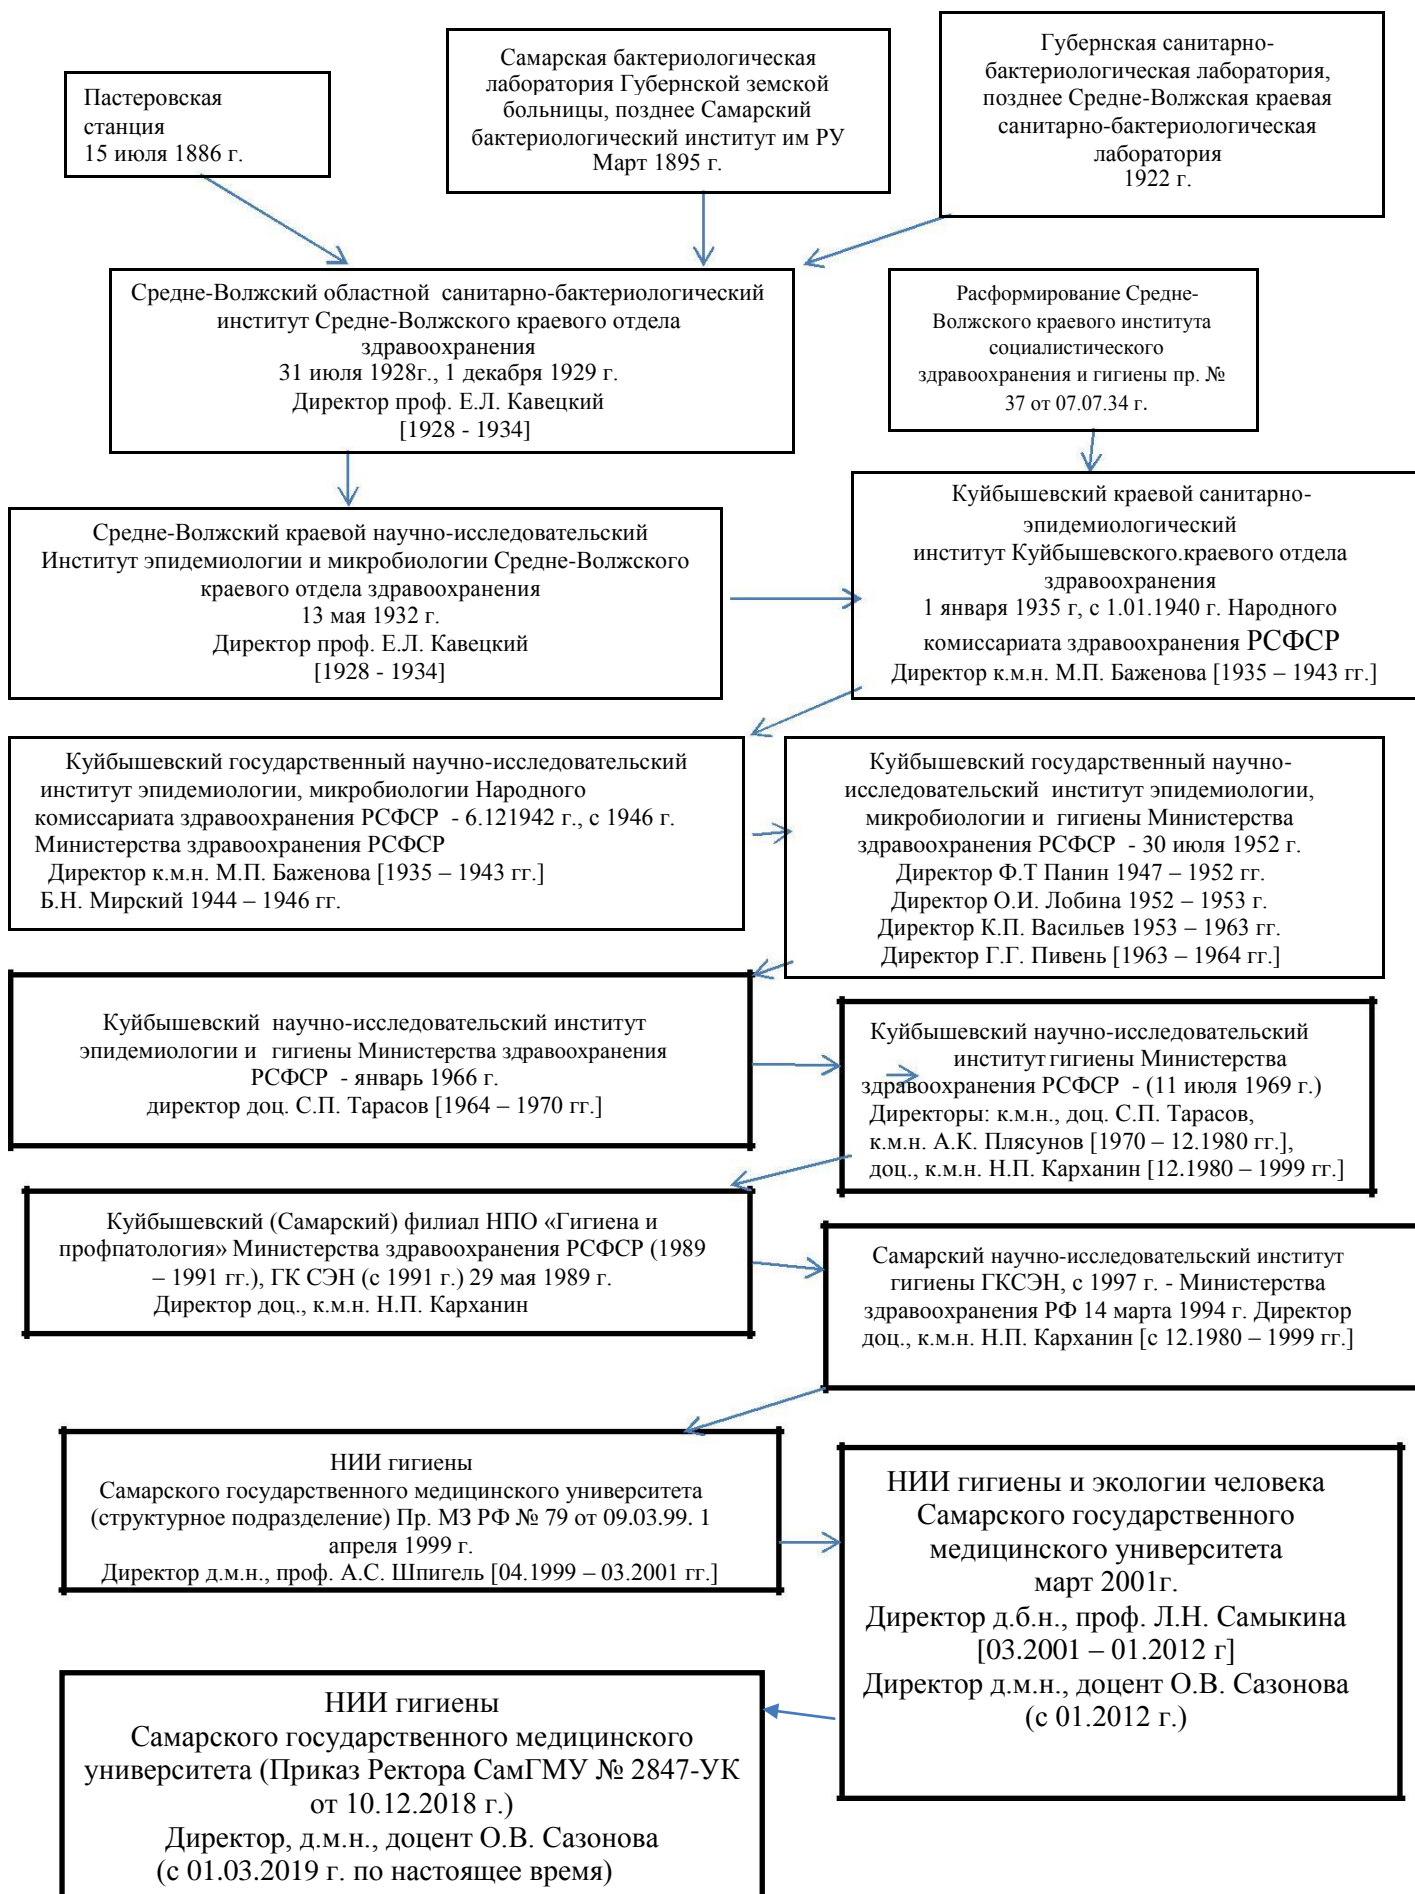 Пастеровская
станция
15 июля 1886 г.
Самарская бактериологическая
лаборатория Губернской земской
больницы, позднее Самарский
бактериологический институт им РУ
Март 1895 г.
Губернская санитарно-
бактериологическая лаборатория,
позднее Средне-Волжская краевая
санитарно-бактериологическая
лаборатория
1922 г.
Средне-Волжский областной санитарно-бактериологический
институт Средне-Волжского краевого отдела
здравоохранения
31 июля 1928г., 1 декабря 1929 г.
Директор проф. Е.Л. Кавецкий
[1928 - 1934]
Расформирование Средне-
Волжского краевого института
социалистического
здравоохранения и гигиены пр. №
37 от 07.07.34 г.
Средне-Волжский краевой научно-исследовательский
Институт эпидемиологии и микробиологии Средне-Волжского
краевого отдела здравоохранения
13 мая 1932 г.
Директор проф. Е.Л. Кавецкий
[1928 - 1934]
Куйбышевский краевой санитарно-
эпидемиологический
институт Куйбышевского.краевого отдела
здравоохранения
1 января 1935 г, с 1.01.1940 г. Народного
комиссариата здравоохранения РСФСР
Директор к.м.н. М.П. Баженова [1935 – 1943 гг.]
Куйбышевский государственный научно-исследовательский
институт эпидемиологии, микробиологии Народного
комиссариата здравоохранения РСФСР - 6.121942 г., с 1946 г.
Министерства здравоохранения РСФСР
Директор к.м.н. М.П. Баженова [1935 – 1943 гг.]
Б.Н. Мирский 1944 – 1946 гг.
Куйбышевский государственный научно-
исследовательский институт эпидемиологии,
микробиологии и гигиены Министерства
здравоохранения РСФСР - 30 июля 1952 г.
Директор Ф.Т Панин 1947 – 1952 гг.
Директор О.И. Лобина 1952 – 1953 г.
Директор К.П. Васильев 1953 – 1963 гг.
Директор Г.Г. Пивень [1963 – 1964 гг.]
Куйбышевский научно-исследовательский институт
эпидемиологии и гигиены Министерства здравоохранения
РСФСР - январь 1966 г.
директор доц. С.П. Тарасов [1964 – 1970 гг.]
Куйбышевский научно-исследовательский
институт гигиены Министерства
здравоохранения РСФСР - (11 июля 1969 г.)
Директоры: к.м.н., доц. С.П. Тарасов,
к.м.н. А.К. Плясунов [1970 – 12.1980 гг.],
доц., к.м.н. Н.П. Карханин [12.1980 – 1999 гг.]
Куйбышевский (Самарский) филиал НПО «Гигиена и
профпатология» Министерства здравоохранения РСФСР (1989
– 1991 гг.), ГК СЭН (с 1991 г.) 29 мая 1989 г.
Директор доц., к.м.н. Н.П. Карханин
Самарский научно-исследовательский институт
гигиены ГКСЭН, с 1997 г. - Министерства
здравоохранения РФ 14 марта 1994 г. Директор
доц., к.м.н. Н.П. Карханин [с 12.1980 – 1999 гг.]
НИИ гигиены
Самарского государственного медицинского университета
(структурное подразделение) Пр. МЗ РФ № 79 от 09.03.99. 1
апреля 1999 г.
Директор д.м.н., проф. А.С. Шпигель [04.1999 – 03.2001 гг.]
НИИ гигиены и экологии человека
Самарского государственного
медицинского университета
март 2001г.
Директор д.б.н., проф. Л.Н. Самыкина
[03.2001 – 01.2012 г]
Директор д.м.н., доцент О.В. Сазонова
(с 01.2012 г.)
НИИ гигиены
Самарского государственного медицинского
университета (Приказ Ректора СамГМУ № 2847-УК
от 10.12.2018 г.)
Директор, д.м.н., доцент О.В. Сазонова
(с 01.03.2019 г. по настоящее время)